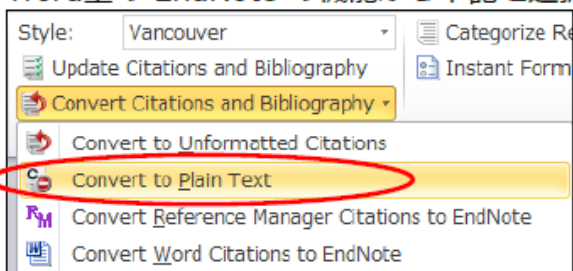 Style: Vancouver Categorize Re
Update Citations and Bibliography Instant Form
Convert Citations and Bibliography
Convert to Unformatted Citations
Convert to Plain Text
Convert Reference Manager Citations to EndNote
Convert Word Citations to EndNote